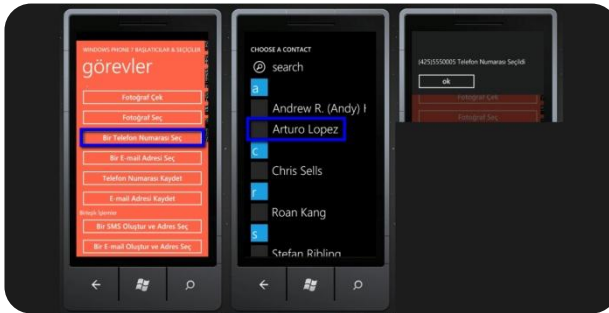 WINDOWS PHONE 7 BAŞLATICILAR & SEÇİCİLER
görevler
Fotoğraf Çek
Fotoğraf Seç
Bir Telefon Numarası Seç
Bir E-mail Adresi Seç
Telefon Numarası Kaydet
E-mail Adresi Kaydet
Birleşik İşlemler
Bir SMS Oluştur ve Adres Seç
Bir E-mail Oluştur ve Adres Seç
CHOOSE A CONTACT
search
a
Andrew R. (Andy) H
Arturo Lopez
c
Chris Sells
r
Roan Kang
s
Stefan Ribling
(425)5550005 Telefon Numarası Seçildi
ok
Fotoğraf Çek
Fotoğraf Seç